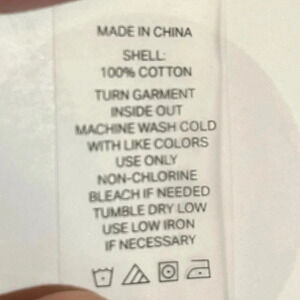 MADE IN CHINA
SHELL:
100% COTTON
TURN GARMENT
INSIDE OUT
MACHINE WASH COLD
WITH LIKE COLORS
USE ONLY
NON-CHLORINE
BLEACH IF NEEDED
TUMBLE DRY LOW
USE LOW IRON
IF NECESSARY